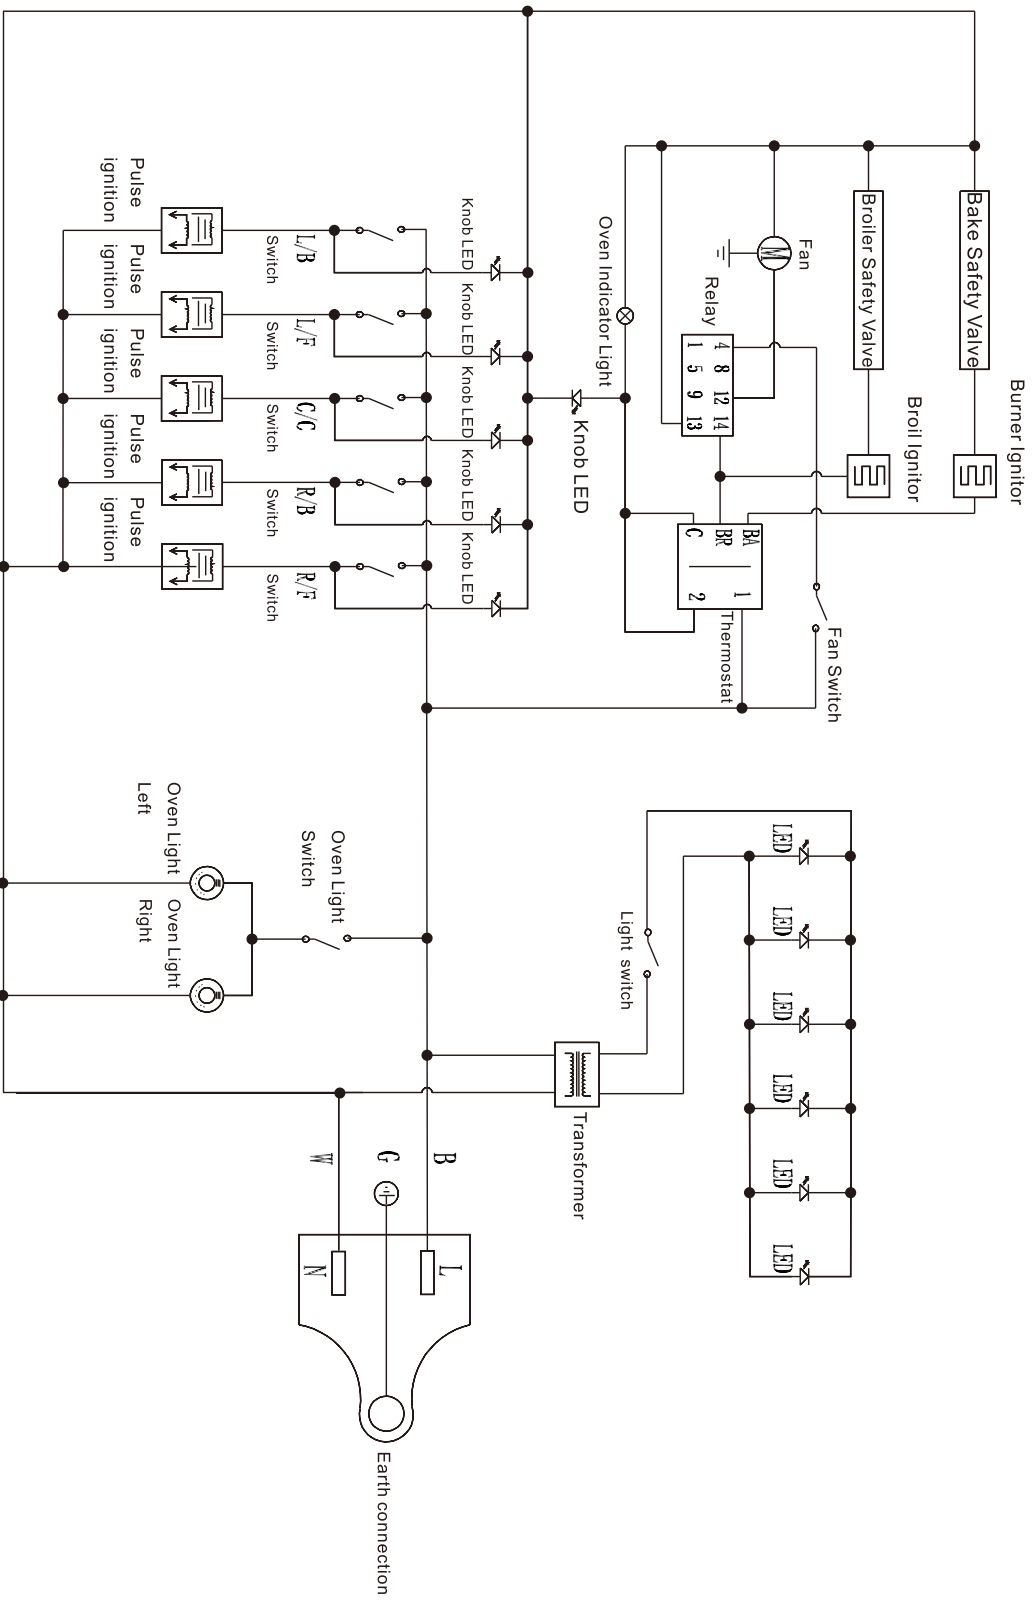 Burner Ignitor
Bake Safety Valve
Broil Ignitor
Broiler Safety Valve
Fan Switch
Fan
M
Relay
4 8 12 14
1 5 9 13
BA
BR
C
1
2
Thermostat
Oven Indicator Light
Knob LED
Knob LED
Knob LED
Knob LED
Knob LED
Knob LED
L/B
Switch
L/F
Switch
C/C
Switch
R/B
Switch
R/F
Switch
Pulse
ignition
Pulse
ignition
Pulse
ignition
Pulse
ignition
Pulse
ignition
LED
LED
LED
LED
LED
LED
Light switch
Transformer
Oven Light
Switch
Oven Light
Left
Oven Light
Right
B
G
W
L
N
Earth connection